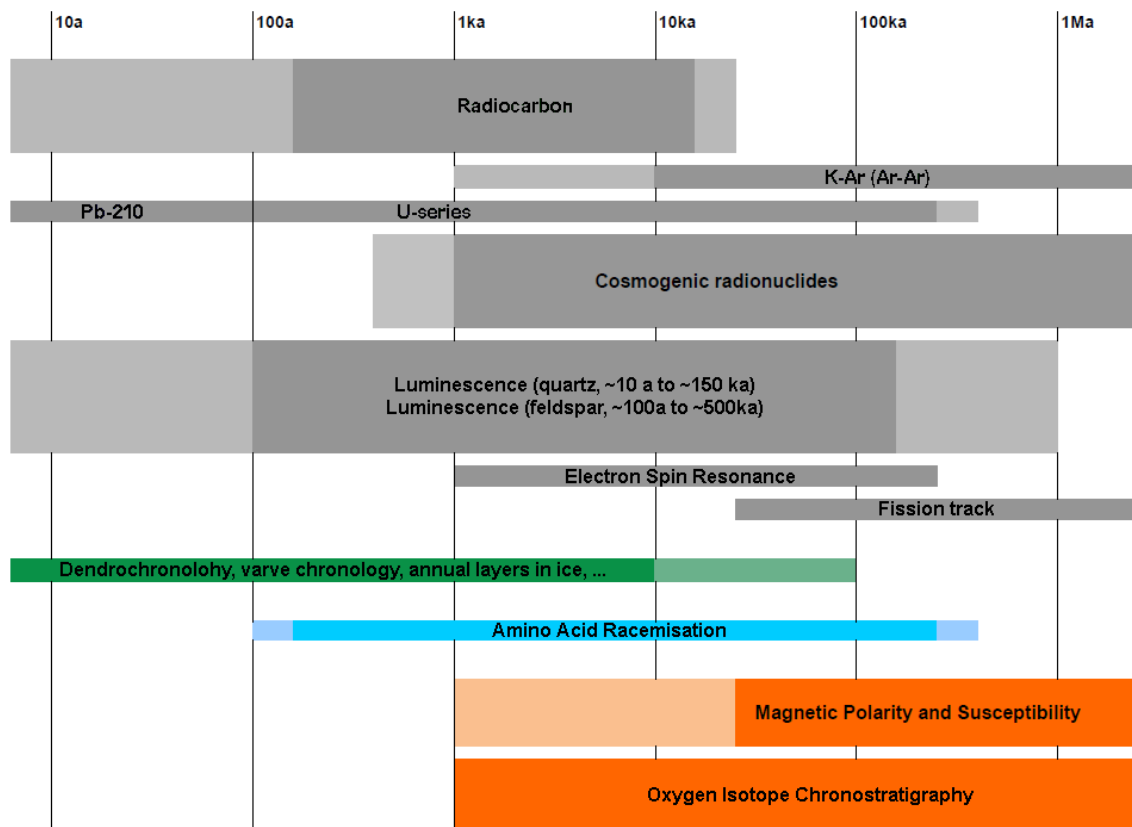 10a 100a 1ka 10ka 100ka 1Ma
Radiocarbon
K-Ar (Ar-Ar)
Pb-210 U-series
Cosmogenic radionuclides
Luminescence (quartz, ~10 a to ~150 ka)
Luminescence (feldspar, ~100a to ~500ka)
Electron Spin Resonance
Fission track
Dendrochronolohy, varve chronology, annual layers in ice, ...
Amino Acid Racemisation
Magnetic Polarity and Susceptibility
Oxygen Isotope Chronostratigraphy